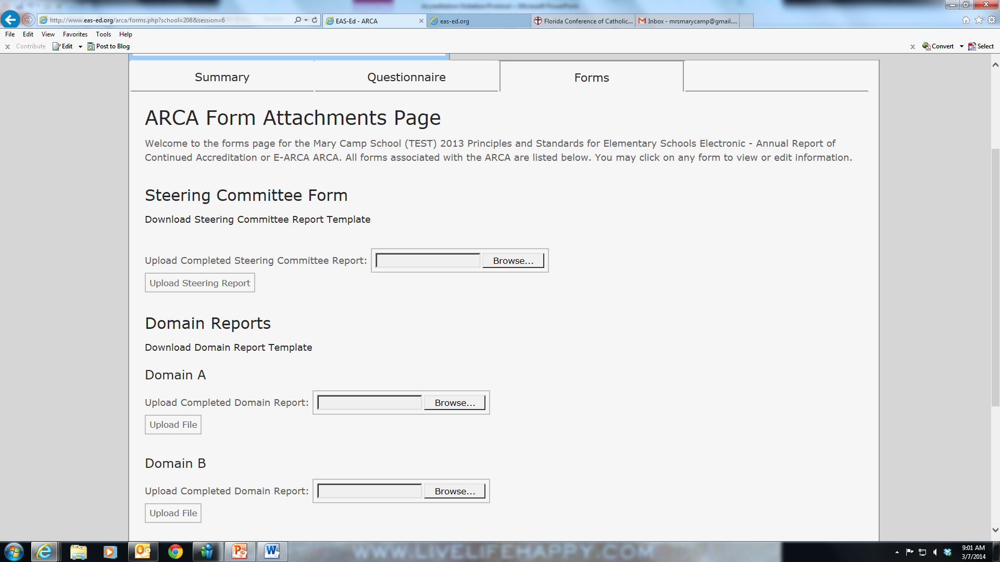 Accreditation Visitation Protocol - Microsoft PowerPoint
http://www.eas-ed.org/arca/forms.php?school=208&session=6
EAS-Ed - ARCA
eas-ed.org
Florida Conference of Catholic...
Inbox - mrsmarycamp@gmail....
File Edit View Favorites Tools Help
x Contribute Edit Post to Blog
x Convert Select
Summary Questionnaire Forms
ARCA Form Attachments Page
Welcome to the forms page for the Mary Camp School (TEST) 2013 Principles and Standards for Elementary Schools Electronic - Annual Report of
Continued Accreditation or E-ARCA ARCA. All forms associated with the ARCA are listed below. You may click on any form to view or edit information.
Steering Committee Form
Download Steering Committee Report Template
Upload Completed Steering Committee Report: Browse...
Upload Steering Report
Domain Reports
Download Domain Report Template
Domain A
Upload Completed Domain Report: Browse...
Upload File
Domain B
Upload Completed Domain Report: Browse...
Upload File
WWW.LIVELIFEHAPPY.COM
9:01 AM
3/7/2014